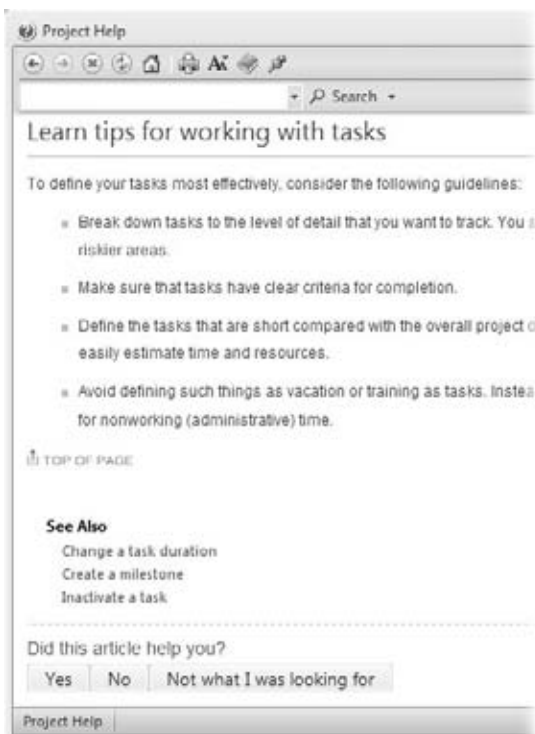 Project Help
Search
Learn tips for working with tasks
To define your tasks most effectively, consider the following guidelines:
Break down tasks to the level of detail that you want to track. You
riskier areas.
Make sure that tasks have clear criteria for completion.
Define the tasks that are short compared with the overall project
easily estimate time and resources.
Avoid defining such things as vacation or training as tasks.
for nonworking (administrative) time.
TOP OF PAGE
See Also
Change a task duration
Create a milestone
Inactivate a task
Did this article help you?
Yes No Not what I was looking for
Project Help